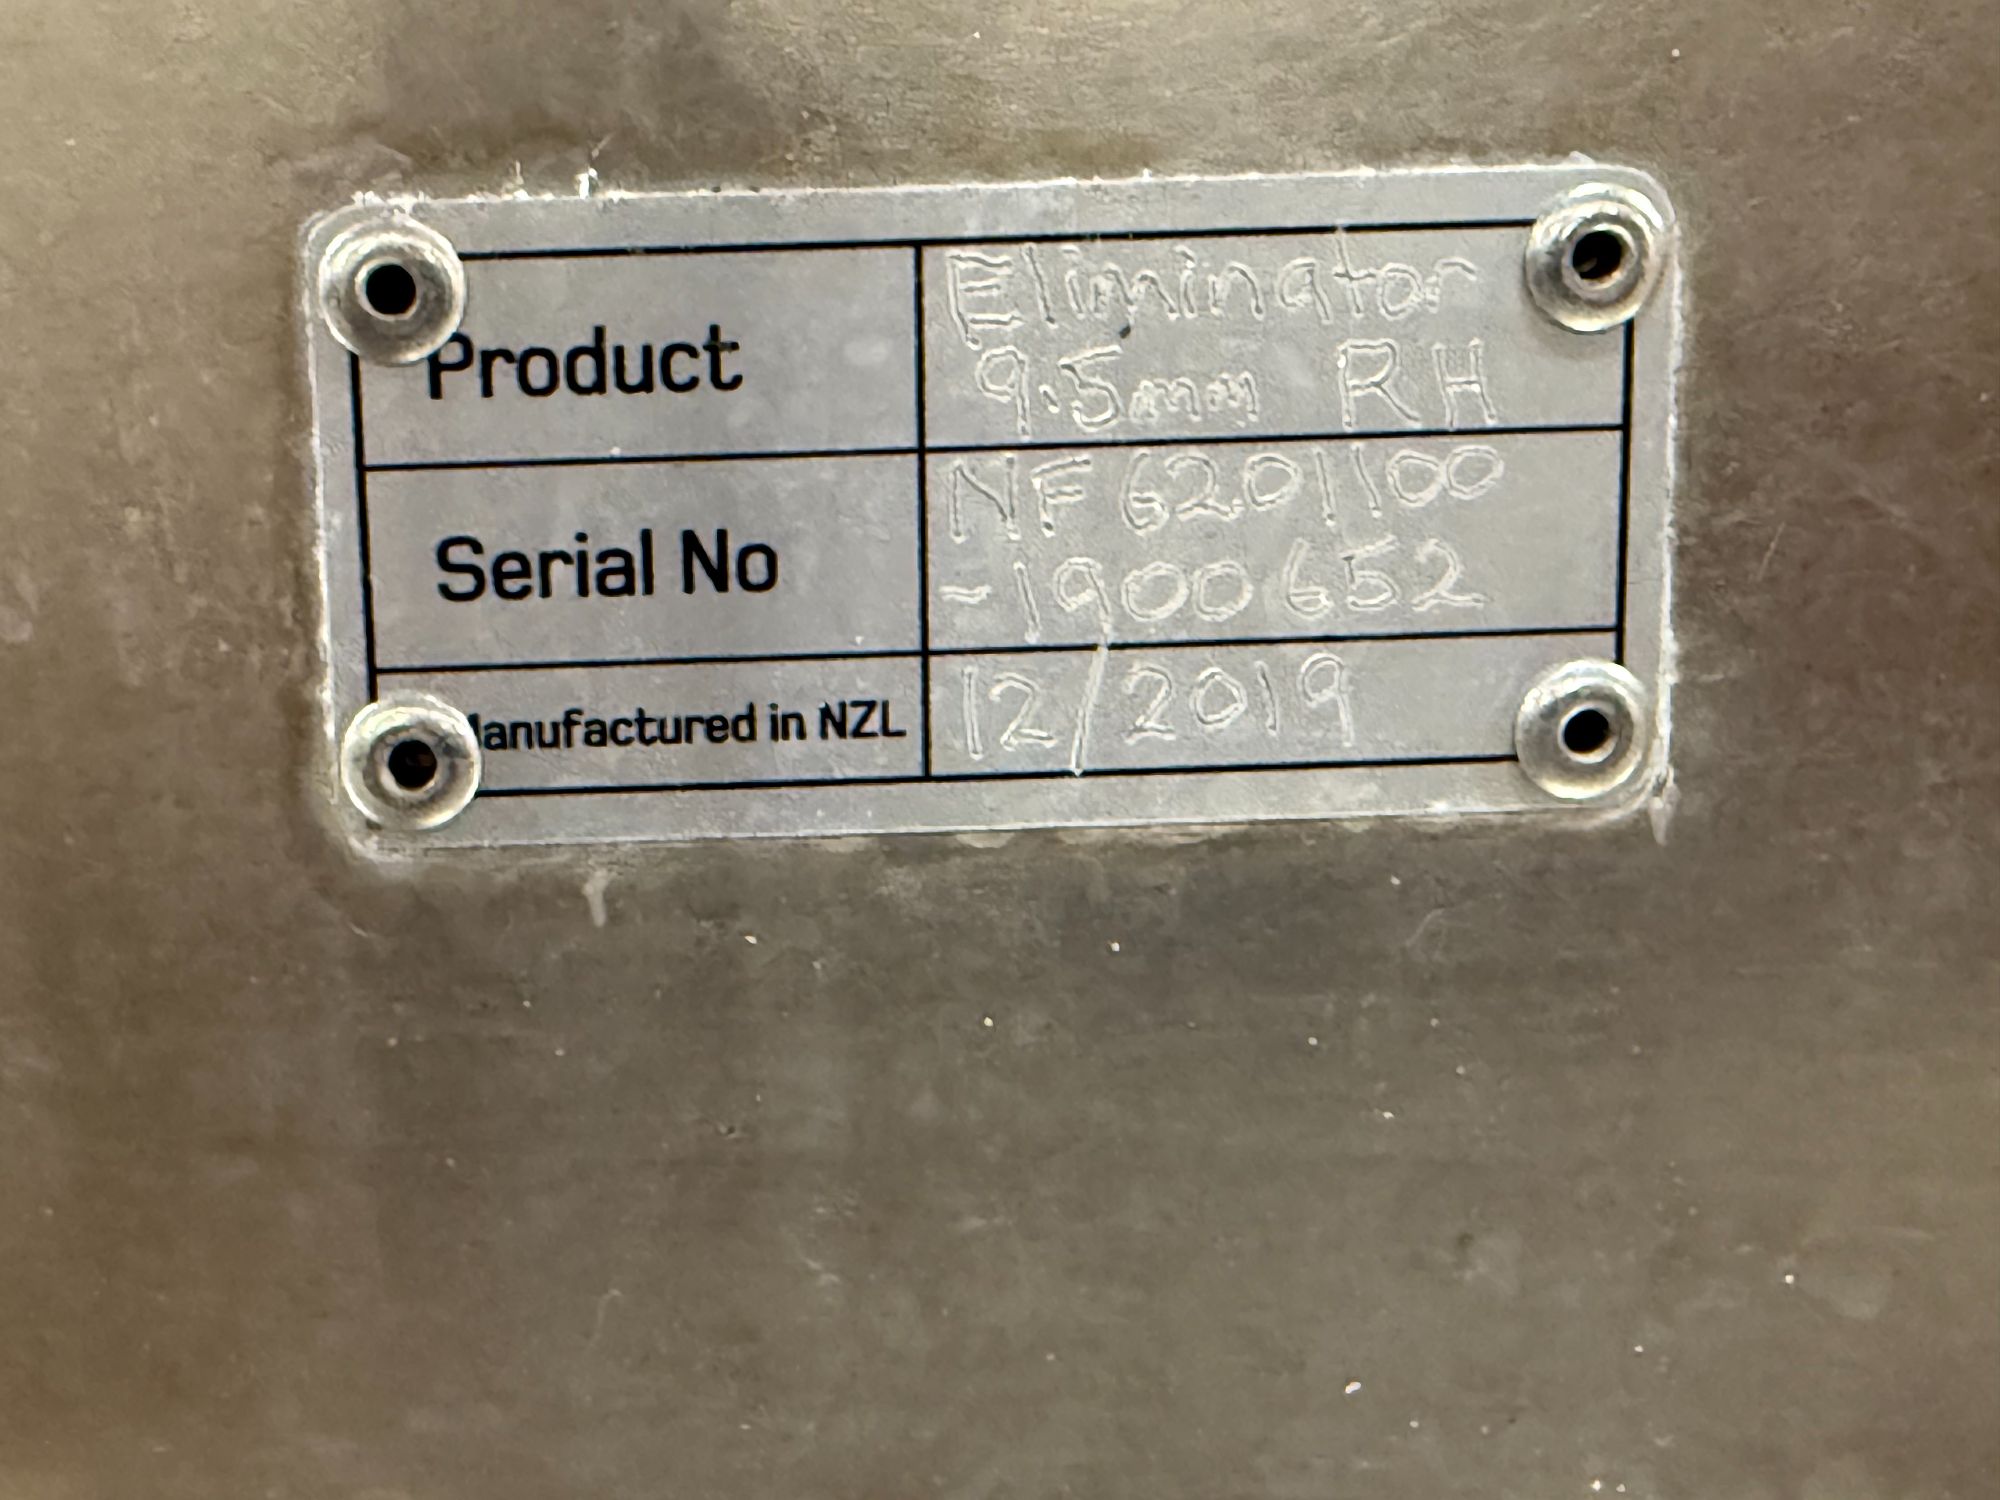 Product
Eliminator
9.5mm RH
Serial No
NF6201100
-1900652
Manufactured in NZL
12/2019